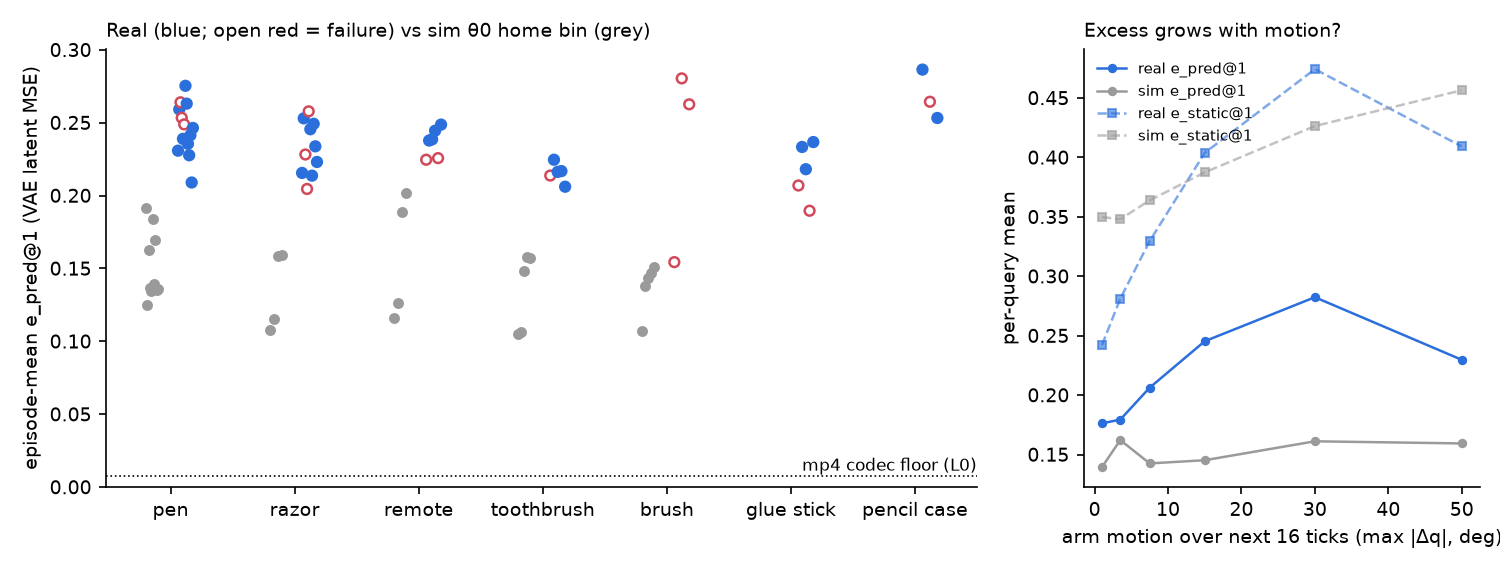 Real (blue; open red = failure) vs sim θ0 home bin (grey)
episode-mean e_pred@1 (VAE latent MSE)
0.30
0.25
0.20
0.15
0.10
0.05
0.00
mp4 codec floor (L0)
pen razor remote toothbrush brush glue stick pencil case
Excess grows with motion?
real e_pred@1
sim e_pred@1
real e_static@1
sim e_static@1
per-query mean
0.45
0.40
0.35
0.30
0.25
0.20
0.15
0 10 20 30 40 50
arm motion over next 16 ticks (max |Δq|, deg)